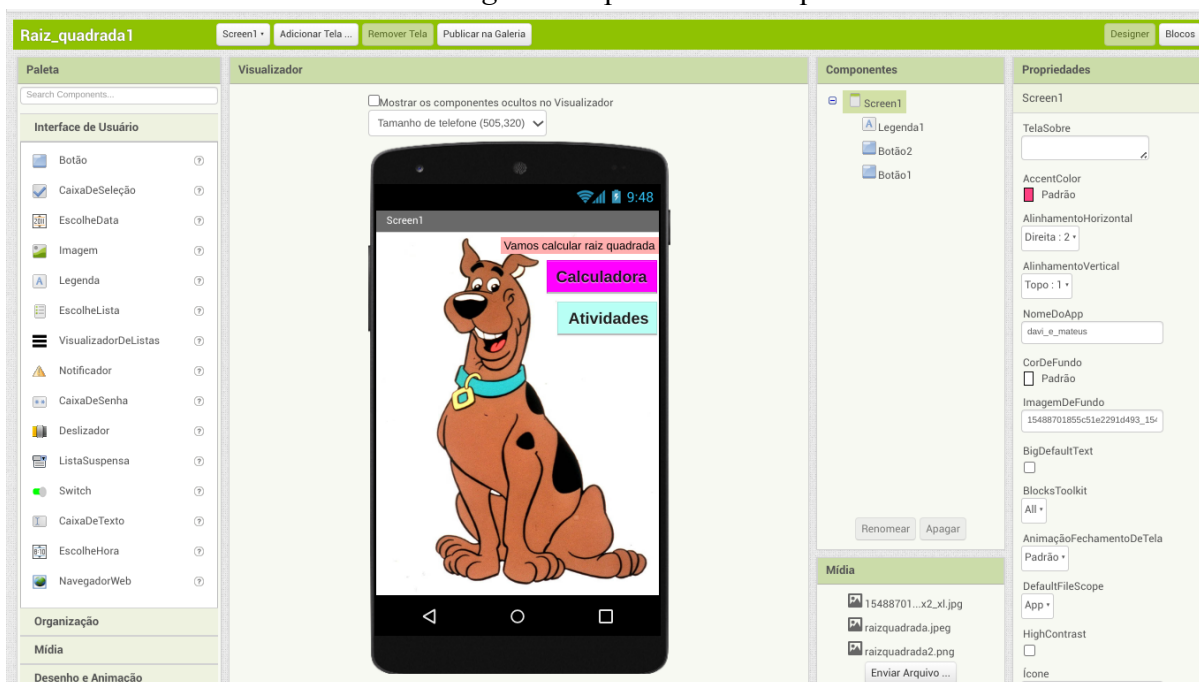 Raiz_quadrada1
Screen1
Adicionar Tela ...
Remover Tela
Publicar na Galeria
Designer
Blocos
Paleta
Search Components...
Interface de Usuário
Botão
CaixaDeSeleção
EscolheData
Imagem
Legenda
EscolheLista
VisualizadorDeListas
Notificador
CaixaDeSenha
Deslizador
ListaSuspensa
Switch
CaixaDeTexto
EscolheHora
NavegadorWeb
Organização
Mídia
Desenho e Animação
Visualizador
Mostrar os componentes ocultos no Visualizador
Tamanho de telefone (505,320)
9:48
Screen1
Vamos calcular raiz quadrada
Calculadora
Atividades
Componentes
Screen1
Legenda1
Botão2
Botão1
Renomear
Apagar
Mídia
15488701...x2_xl.jpg
raizquadrada.jpeg
raizquadrada2.png
Enviar Arquivo ...
Propriedades
Screen1
TelaSobre
AccentColor
Padrão
AlinhamentoHorizontal
Direita : 2
AlinhamentoVertical
Topo : 1
NomeDoApp
davi_e_mateus
CorDeFundo
Padrão
ImagemDeFundo
15488701855c51e2291d493_154
BigDefaultText
BlocksToolkit
All
AnimaçãoFechamentoDeTela
Padrão
DefaultFileScope
App
HighContrast
Ícone